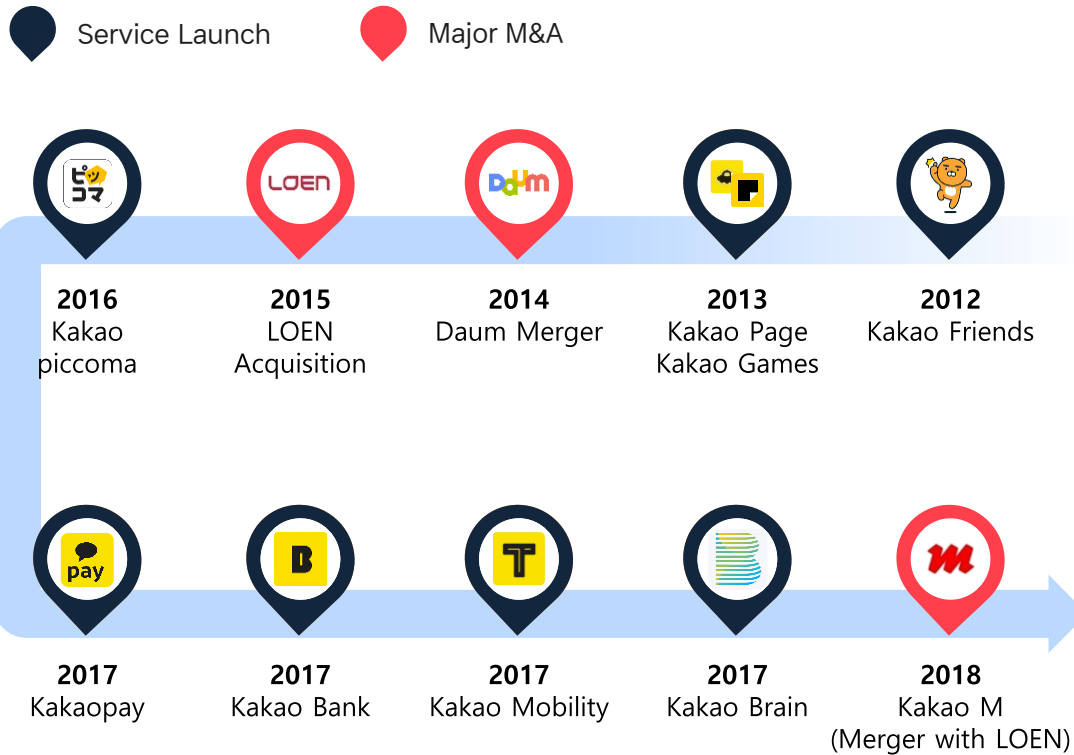 Service Launch
Major M&A
ピッ
コマ
LOEN
Daum
2016
Kakao
piccoma
2015
LOEN
Acquisition
2014
Daum Merger
2013
Kakao Page
Kakao Games
2012
Kakao Friends
pay
B
T
B
m
2017
Kakaopay
2017
Kakao Bank
2017
Kakao Mobility
2017
Kakao Brain
2018
Kakao M
(Merger with LOEN)